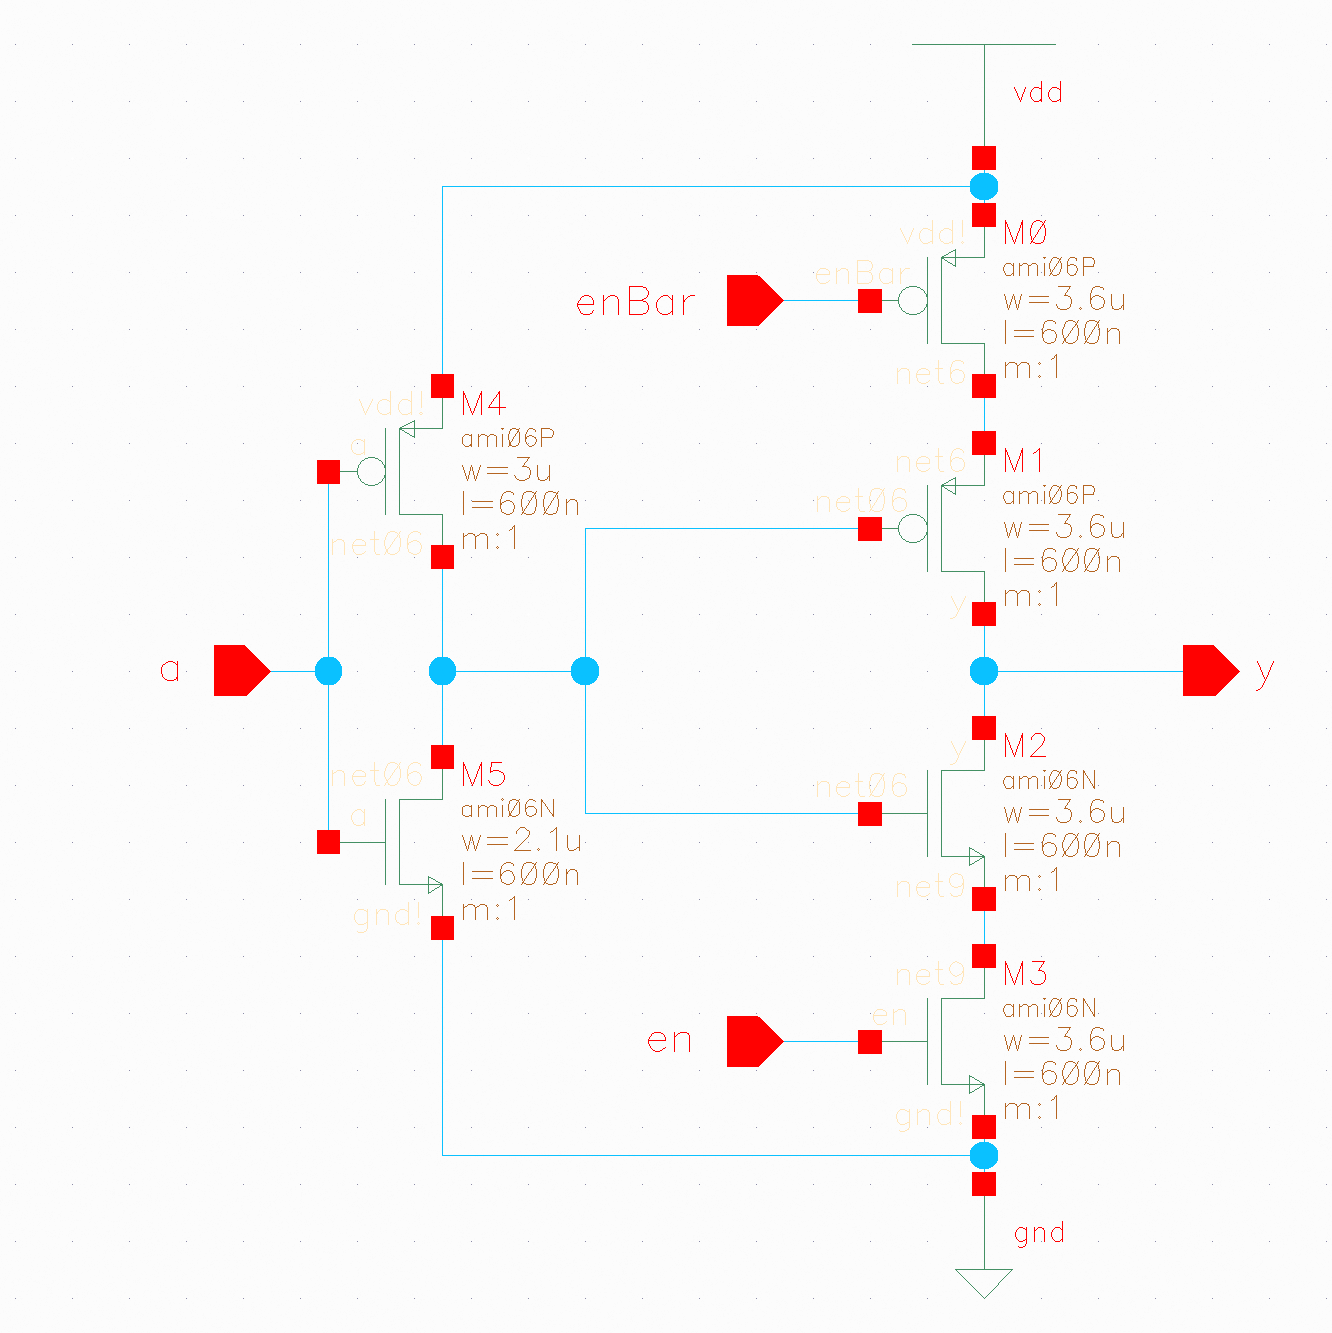 vdd
vdd!
M0
enBar
enBar
ami06P
w=3.6u
l=600n
m:1
net6
vdd!
M4
a
ami06P
w=3u
l=600n
m:1
net06
net6
M1
net06
ami06P
w=3.6u
l=600n
m:1
y
a
y
net06
M5
a
ami06N
w=2.1u
l=600n
m:1
gnd!
y
M2
net06
ami06N
w=3.6u
l=600n
m:1
net9
net9
M3
en
en
ami06N
w=3.6u
l=600n
m:1
gnd!
gnd